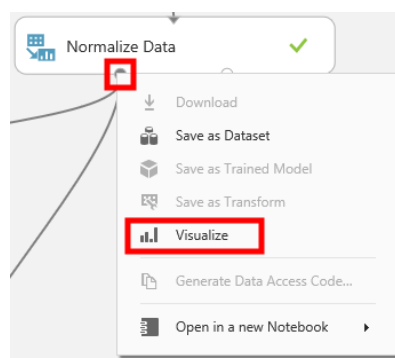 Normalize Data
Download
Save as Dataset
Save as Trained Model
Save as Transform
Visualize
Generate Data Access Code...
Open in a new Notebook